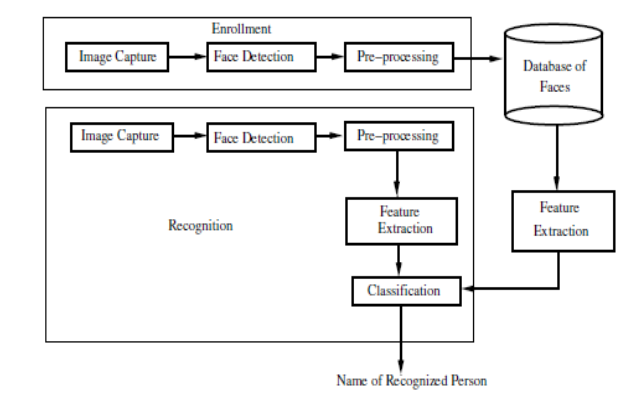 Enrollment
Image Capture
Face Detection
Pre-processing
Database of
Faces
Image Capture
Face Detection
Pre-processing
Recognition
Feature
Extraction
Feature
Extraction
Classification
Name of Recognized Person